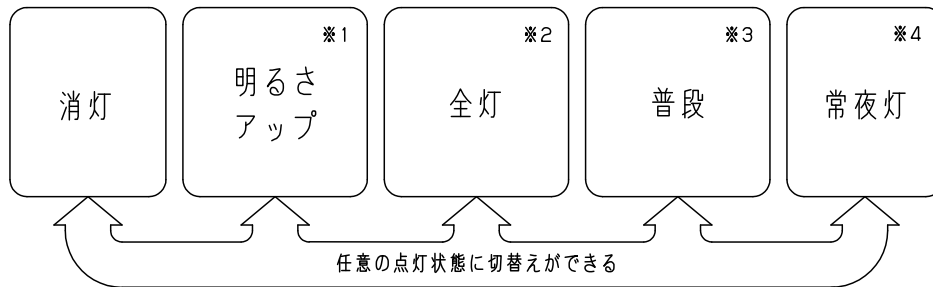 消灯
※1
明るさ
アップ
※2
全灯
※3
普段
※4
常夜灯
任意の点灯状態に切替えができる